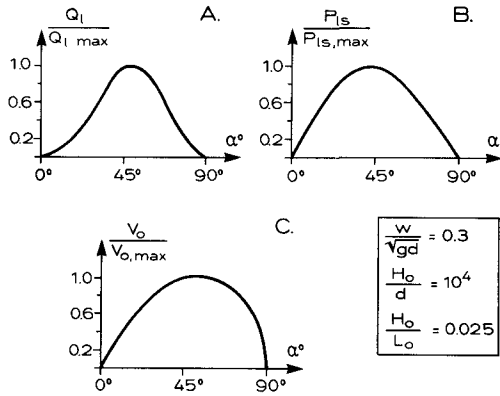 Q_l / Q_l max
A.
1.0
0.6
0.2
α°
0° 45° 90°
P_ls / P_ls,max
B.
1.0
0.6
0.2
α
0° 45° 90°
V_o / V_o,max
C.
1.0
0.6
0.2
α°
0° 45° 90°
W / √gd = 0.3
H_o / d = 10⁴
H_o / L_o = 0.025